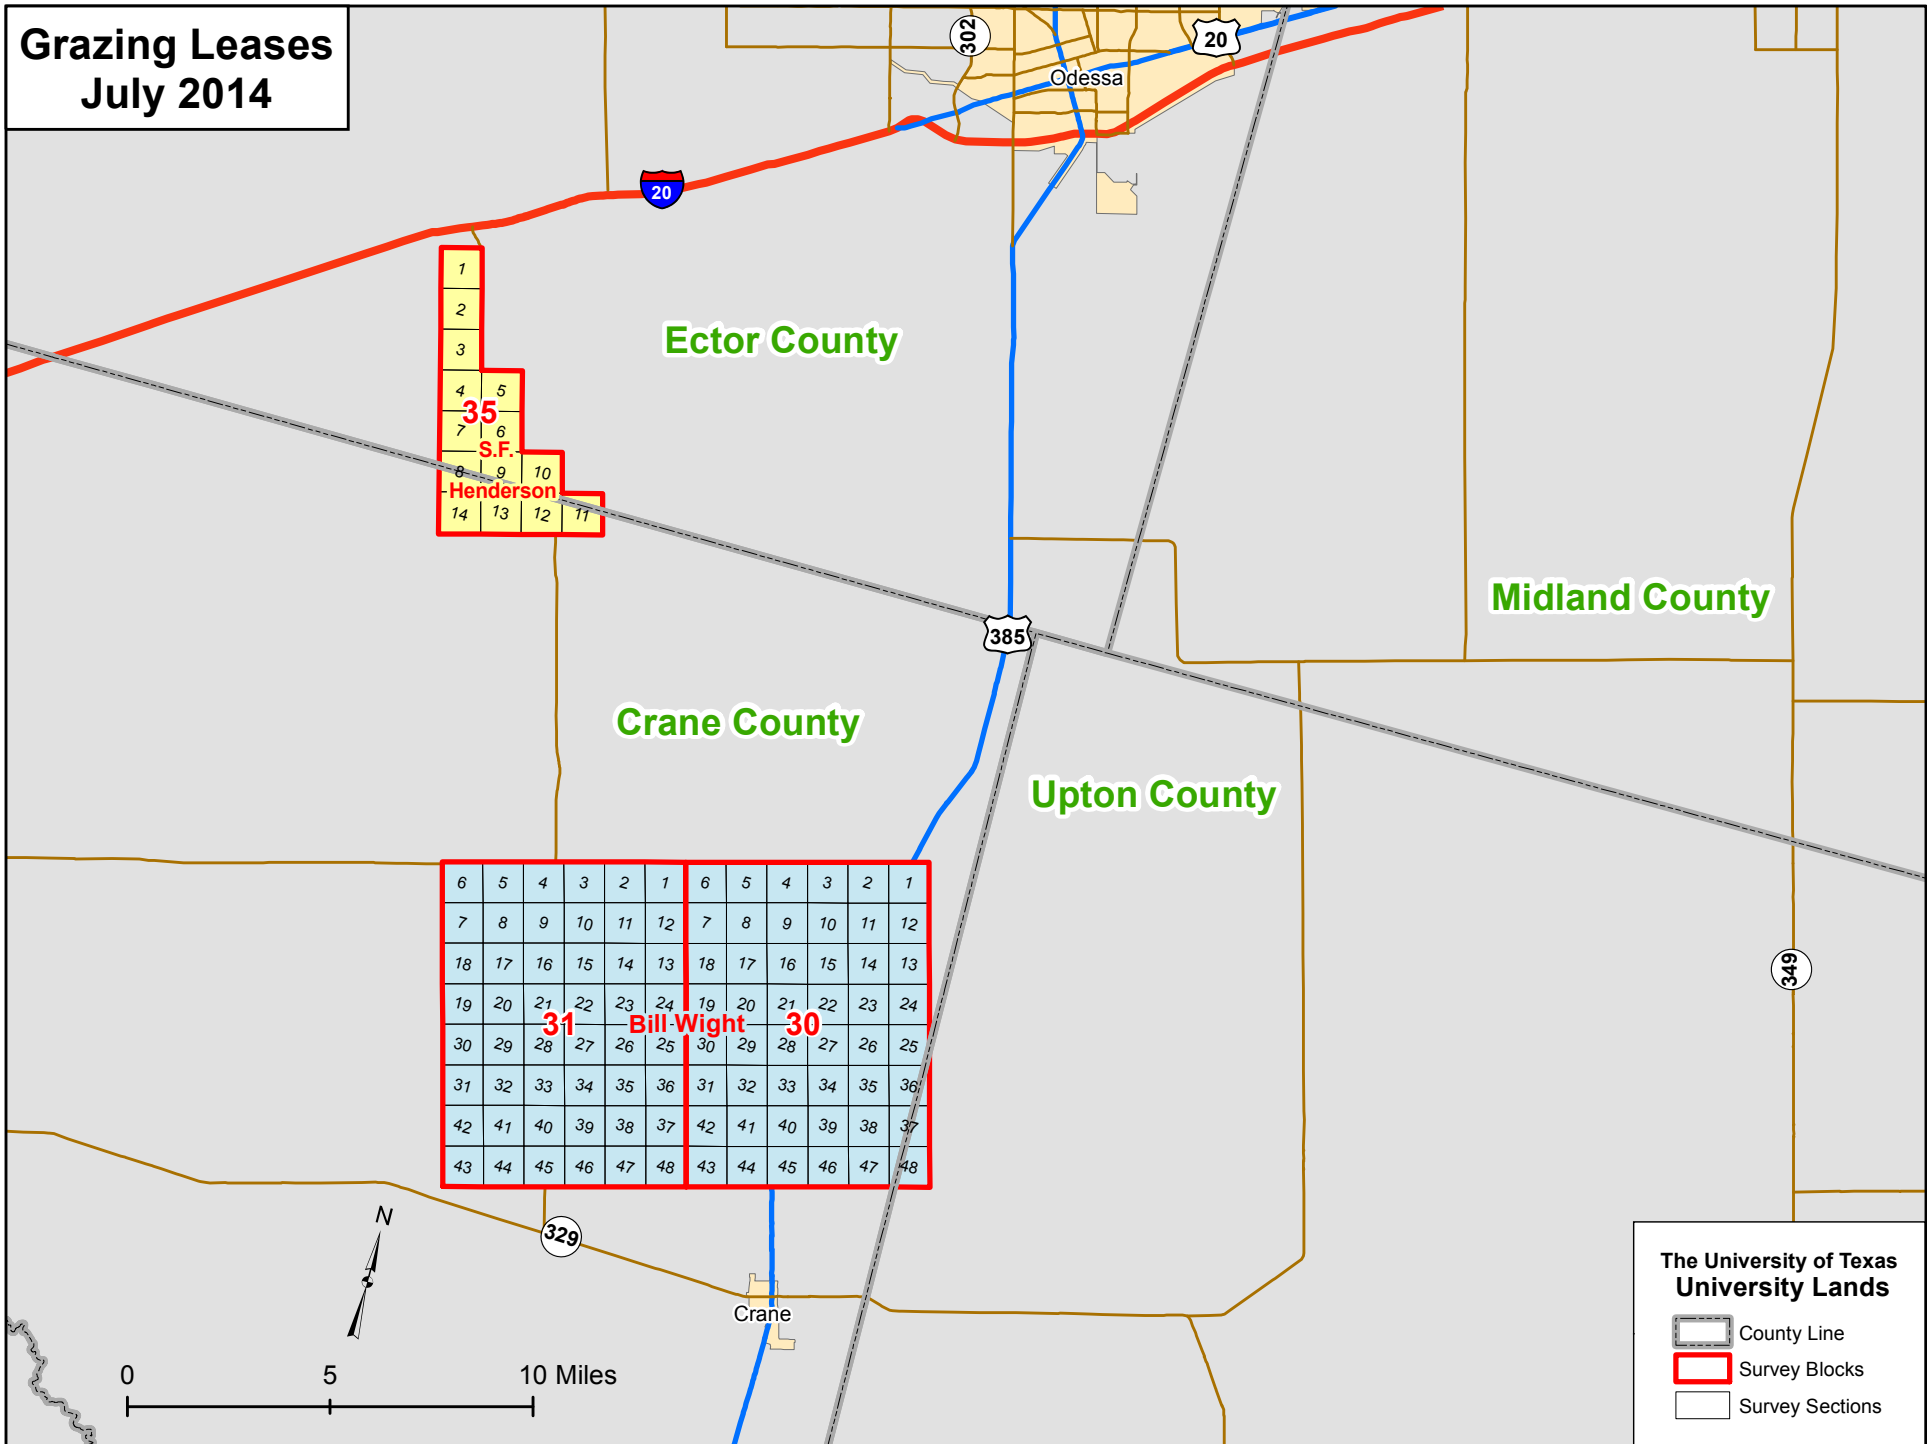 Grazing Leases
July 2014
302
20
Odessa
20
1
2
3
4 5
35
7 6
S.F.
8 9 10
Henderson
14 13 12 11
Ector County
Midland County
385
Crane County
Upton County
6 5 4 3 2 1 6 5 4 3 2 1
7 8 9 10 11 12 7 8 9 10 11 12
18 17 16 15 14 13 18 17 16 15 14 13
19 20 21 22 23 24 19 20 21 22 23 24
31 Bill Wight 30
30 29 28 27 26 25 30 29 28 27 26 25
31 32 33 34 35 36 31 32 33 34 35 36
42 41 40 39 38 37 42 41 40 39 38 37
43 44 45 46 47 48 43 44 45 46 47 48
349
N
329
Crane
0 5 10 Miles
The University of Texas
University Lands
County Line
Survey Blocks
Survey Sections